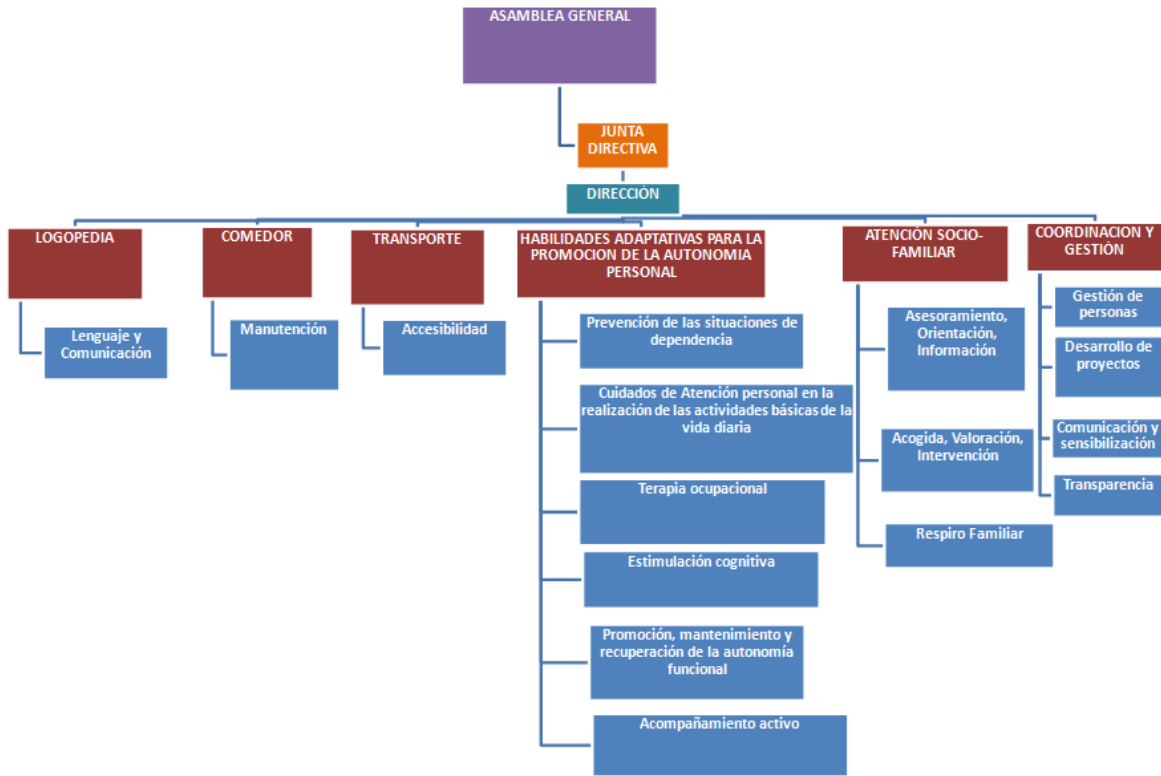 ASAMBLEA GENERAL
JUNTA
DIRECTIVA
DIRECCIÓN
LOGOPEDIA
Lenguaje y
Comunicación
COMEDOR
Manutención
TRANSPORTE
Accesibilidad
HABILIDADES ADAPTATIVAS PARA LA
PROMOCION DE LA AUTONOMIA
PERSONAL
Prevención de las situaciones de
dependencia
Cuidados de Atención personal en la
realización de las actividades básicas de la
vida diaria
Terapia ocupacional
Estimulación cognitiva
Promoción, mantenimiento y
recuperación de la autonomía
funcional
Acompañamiento activo
ATENCIÓN SOCIO-
FAMILIAR
Asesoramiento,
Orientación,
Información
Acogida, Valoración,
Intervención
Respiro Familiar
COORDINACION Y
GESTIÓN
Gestión de
personas
Desarrollo de
proyectos
Comunicación y
sensibilización
Transparencia